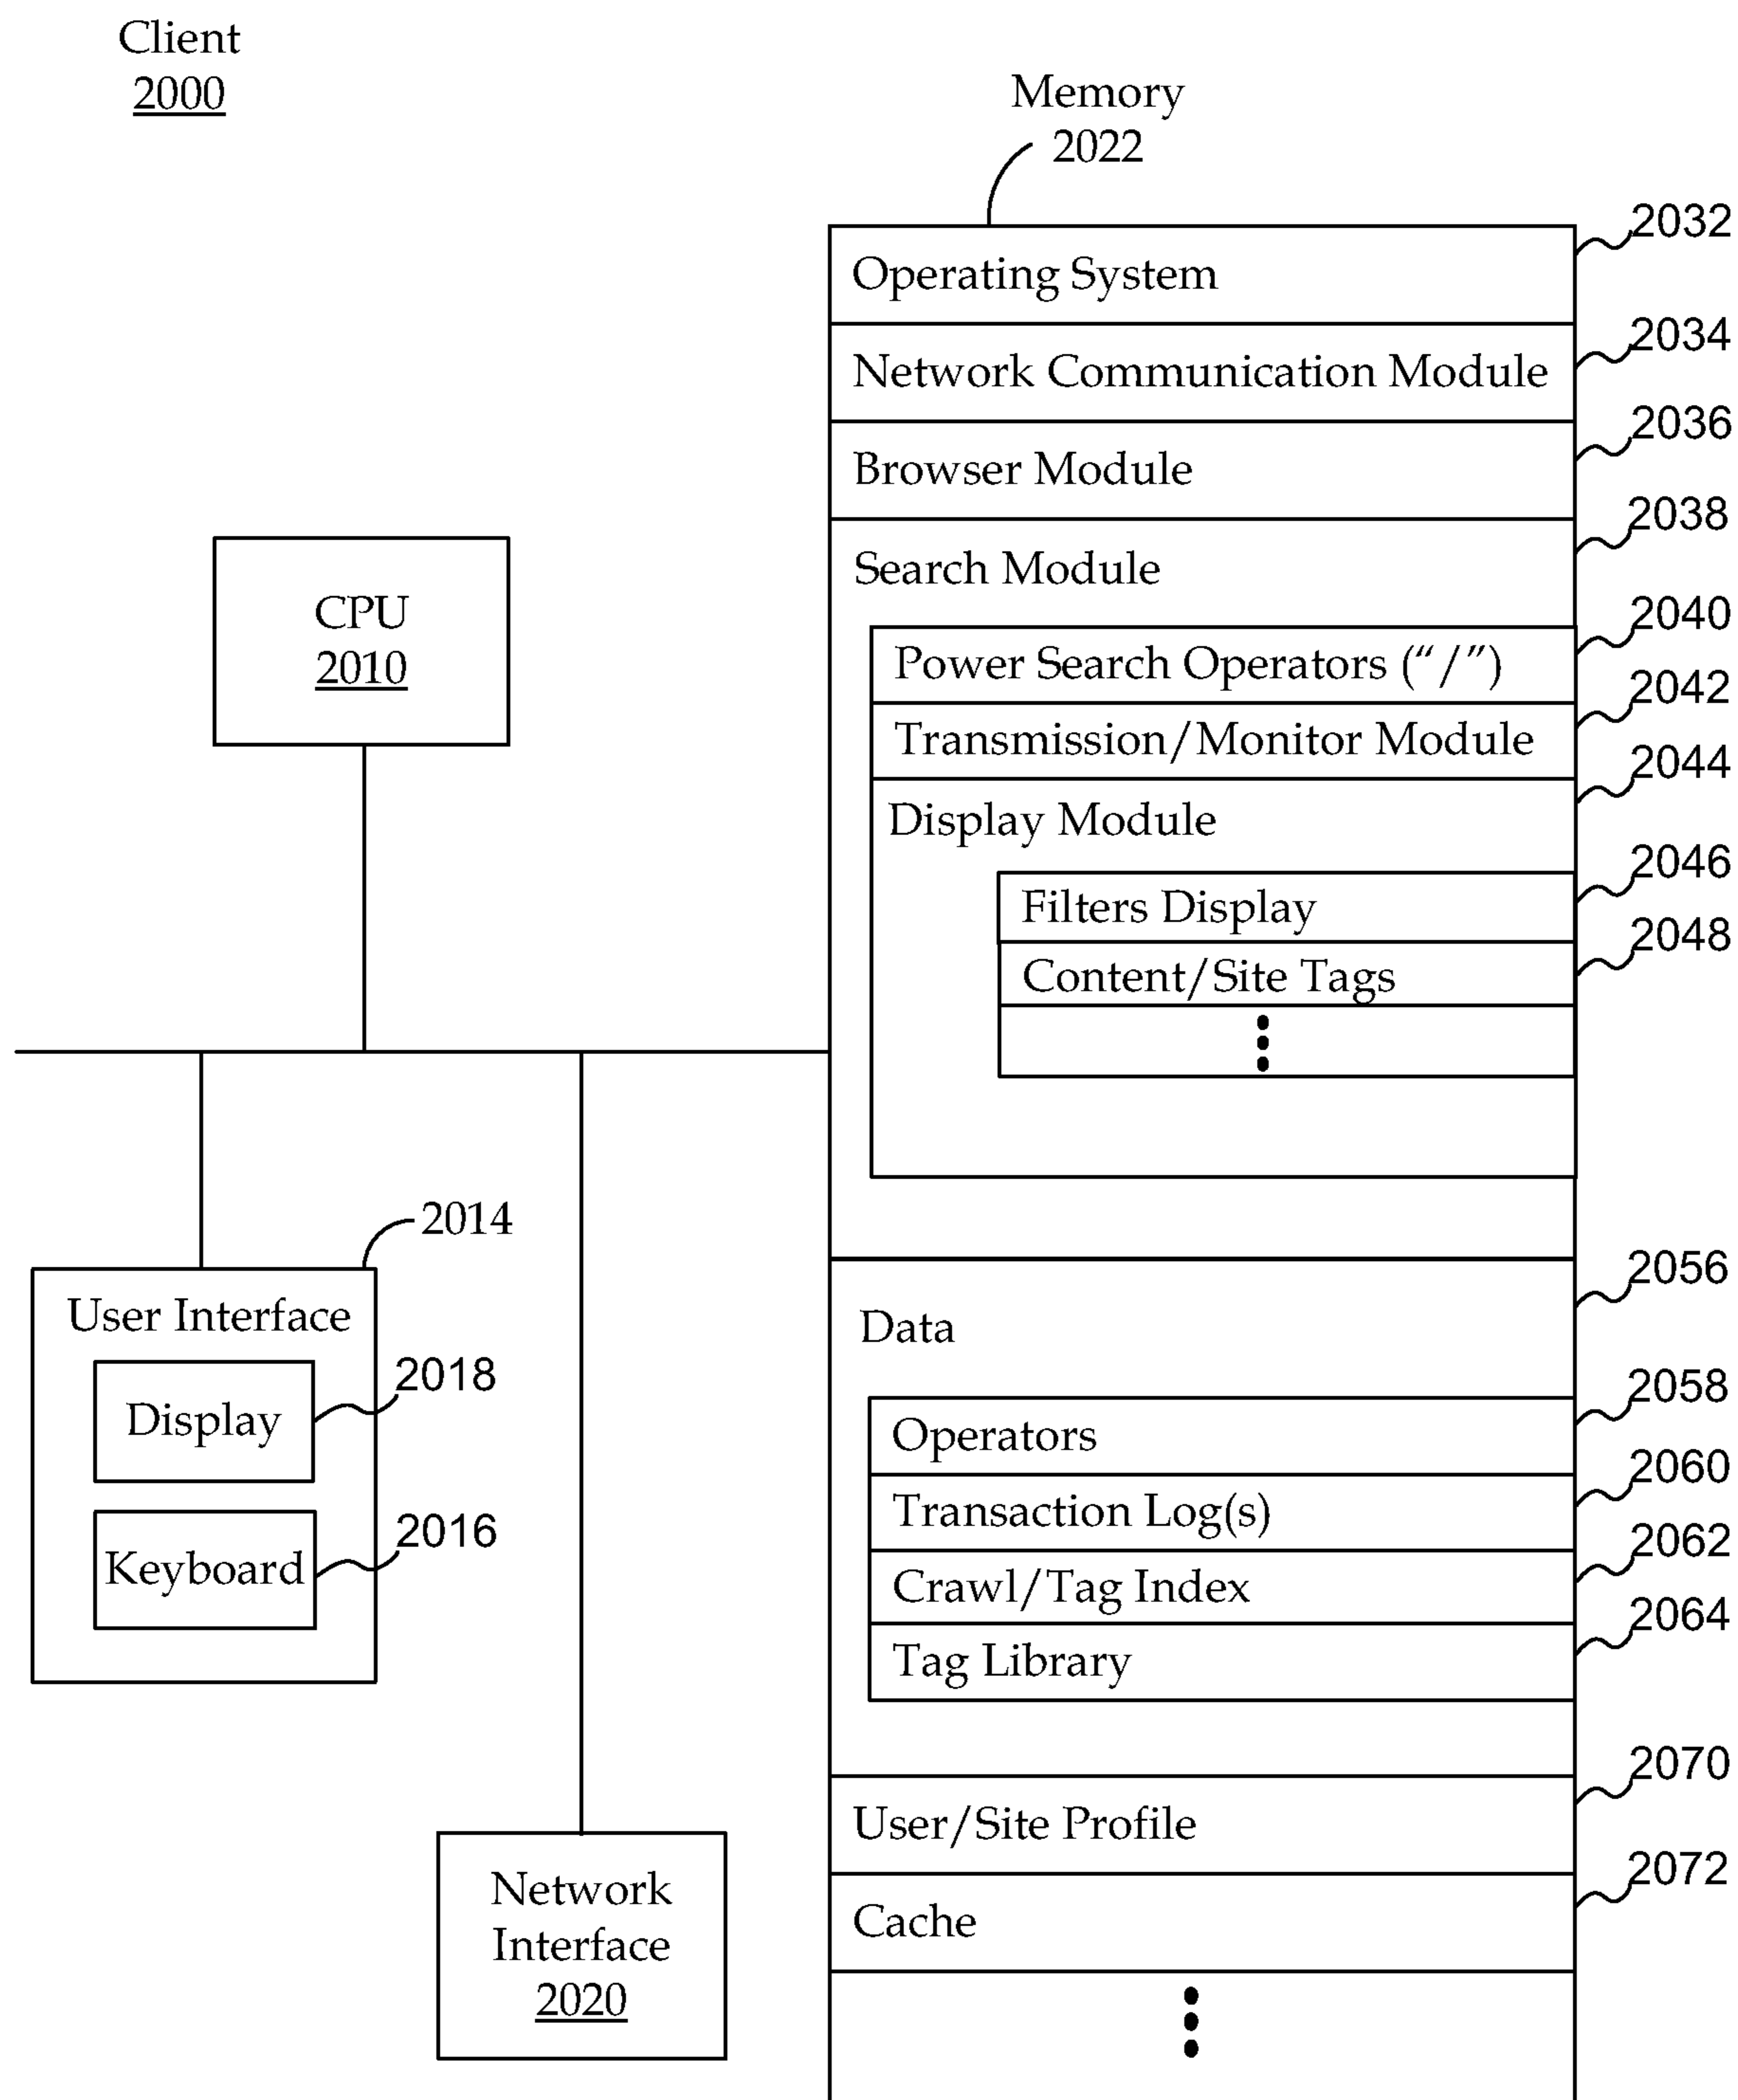 Client
2000
Memory
2022
Operating System
2032
Network Communication Module
2034
Browser Module
2036
Search Module
2038
Power Search Operators (“/”)
2040
Transmission/Monitor Module
2042
Display Module
2044
Filters Display
2046
Content/Site Tags
2048
CPU
2010
2014
User Interface
Display
2018
Keyboard
2016
Network
Interface
2020
Data
2056
Operators
2058
Transaction Log(s)
2060
Crawl/Tag Index
2062
Tag Library
2064
User/Site Profile
2070
Cache
2072